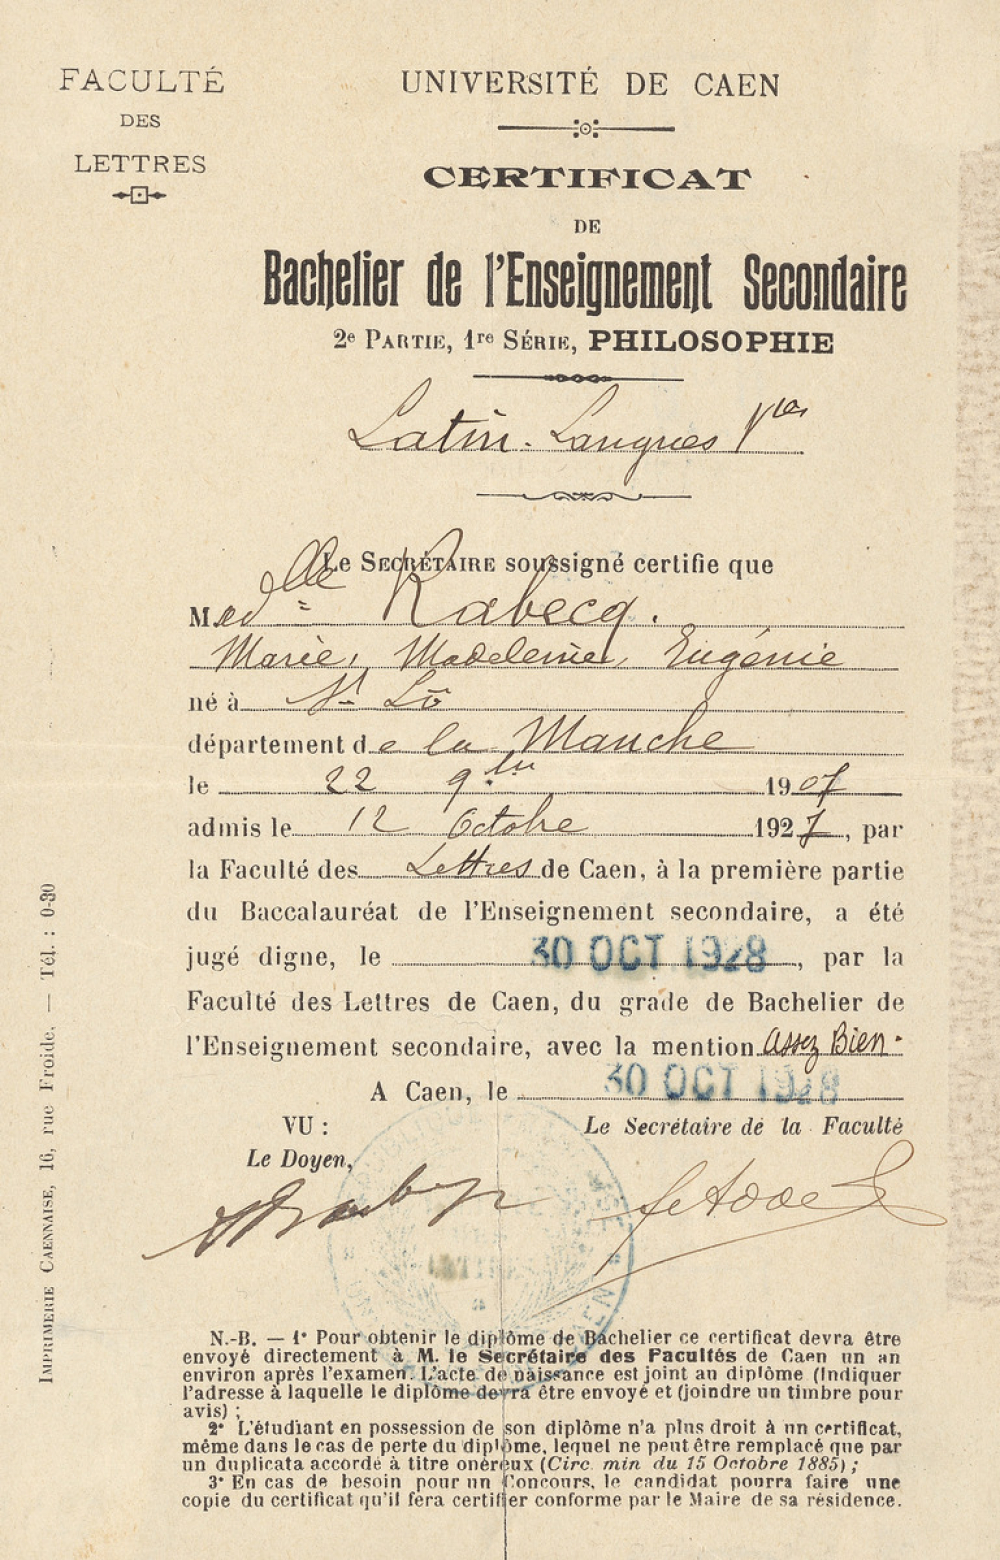 FACULTÉ
DES
LETTRES
UNIVERSITÉ DE CAEN
CERTIFICAT
DE
Bachelier de l'Enseignement Secondaire
2e PARTIE, 1re SÉRIE, PHILOSOPHIE
Latin-Langues Ves
Le SECRÉTAIRE soussigné certifie que
Madelle Rabecq.
Marie, Madeleine, Eugénie
né à St Lô
département de la Manche
le 22 9bre 1907
admis le 12 Octobre 1927, par
la Faculté des Lettres de Caen, à la première partie
du Baccalauréat de l'Enseignement secondaire, a été
jugé digne, le 30 OCT 1928, par la
Faculté des Lettres de Caen, du grade de Bachelier de
l'Enseignement secondaire, avec la mention Assez Bien.
A Caen, le 30 OCT 1928
VU :
Le Doyen,
Le Secrétaire de la Faculté
N.-B. — 1° Pour obtenir le diplôme de Bachelier ce certificat devra être
envoyé directement à M. le Secrétaire des Facultés de Caen un an
environ après l'examen. L'acte de naissance est joint au diplôme (Indiquer
l'adresse à laquelle le diplôme devra être envoyé et (joindre un timbre pour
avis) ;
2° L'étudiant en possession de son diplôme n'a plus droit à un certificat,
même dans le cas de perte du diplôme, lequel ne peut être remplacé que par
un duplicata accordé à titre onéreux (Circ. min du 15 Octobre 1885) ;
3° En cas de besoin pour un Concours, le candidat pourra faire une
copie du certificat qu'il fera certifier conforme par le Maire de sa résidence.
IMPRIMERIE CAENNAISE, 16, rue Froide. — Tél. : 0-30